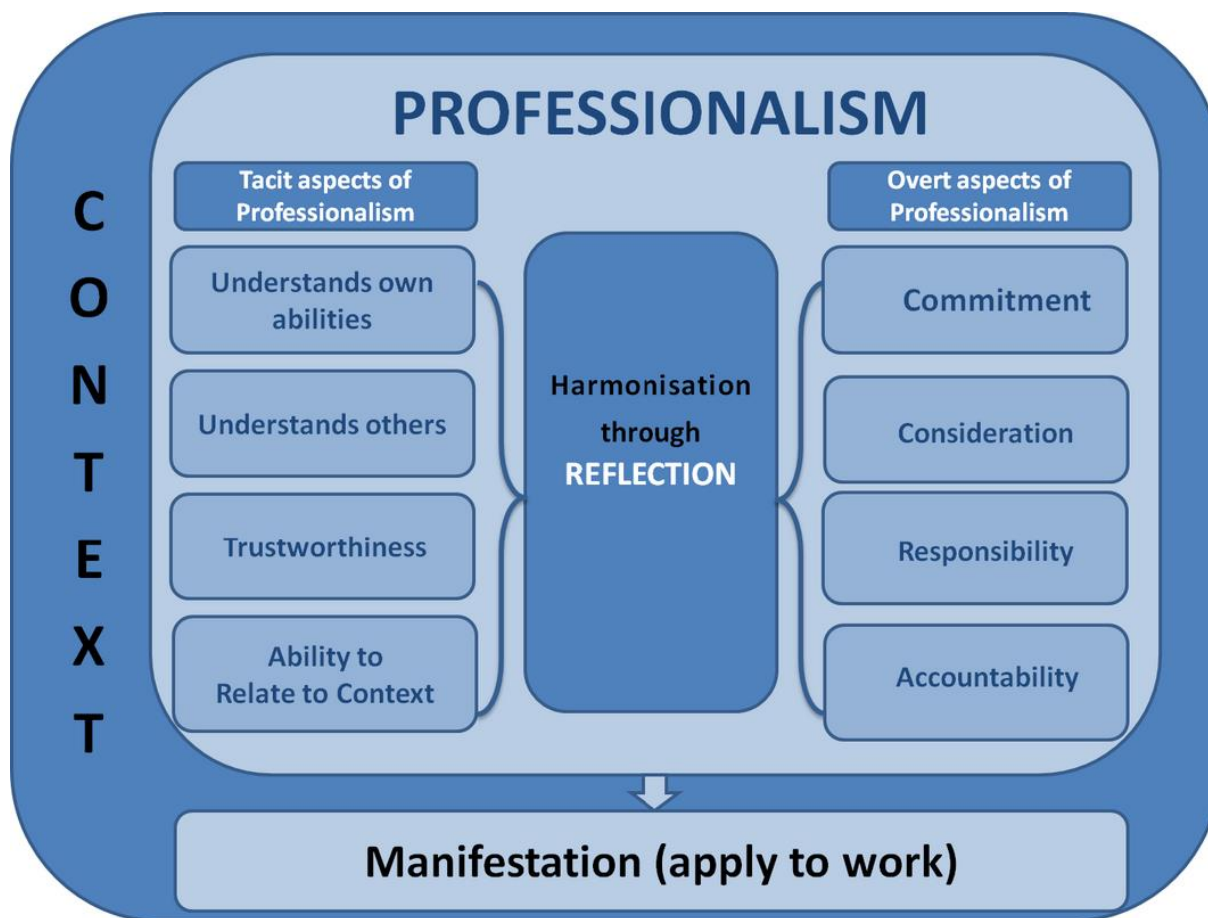 PROFESSIONALISM
CONTEXT
Tacit aspects of
Professionalism
Understands own
abilities
Understands others
Trustworthiness
Ability to
Relate to Context
Harmonisation
through
REFLECTION
Overt aspects of
Professionalism
Commitment
Consideration
Responsibility
Accountability
Manifestation (apply to work)